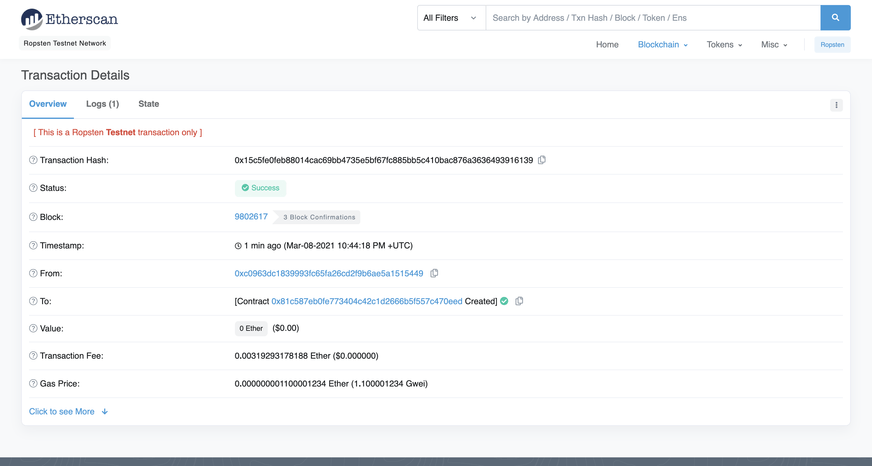 Etherscan
All Filters
Search by Address / Txn Hash / Block / Token / Ens
Ropsten Testnet Network
Home Blockchain Tokens Misc Ropsten
Transaction Details
Overview Logs (1) State
[ This is a Ropsten Testnet transaction only ]
Transaction Hash: 0x15c5fe0feb88014cac69bb4735e5bf67fc885bb5c410bac876a3636493916139
Status: Success
Block: 9802617 3 Block Confirmations
Timestamp: 1 min ago (Mar-08-2021 10:44:18 PM +UTC)
From: 0xc0963dc1839993fc65fa26cd2f9b6ae5a1515449
To: [Contract 0x81c587eb0fe773404c42c1d2666b5f557c470eed Created]
Value: 0 Ether ($0.00)
Transaction Fee: 0.00319293178188 Ether ($0.000000)
Gas Price: 0.000000001100001234 Ether (1.100001234 Gwei)
Click to see More